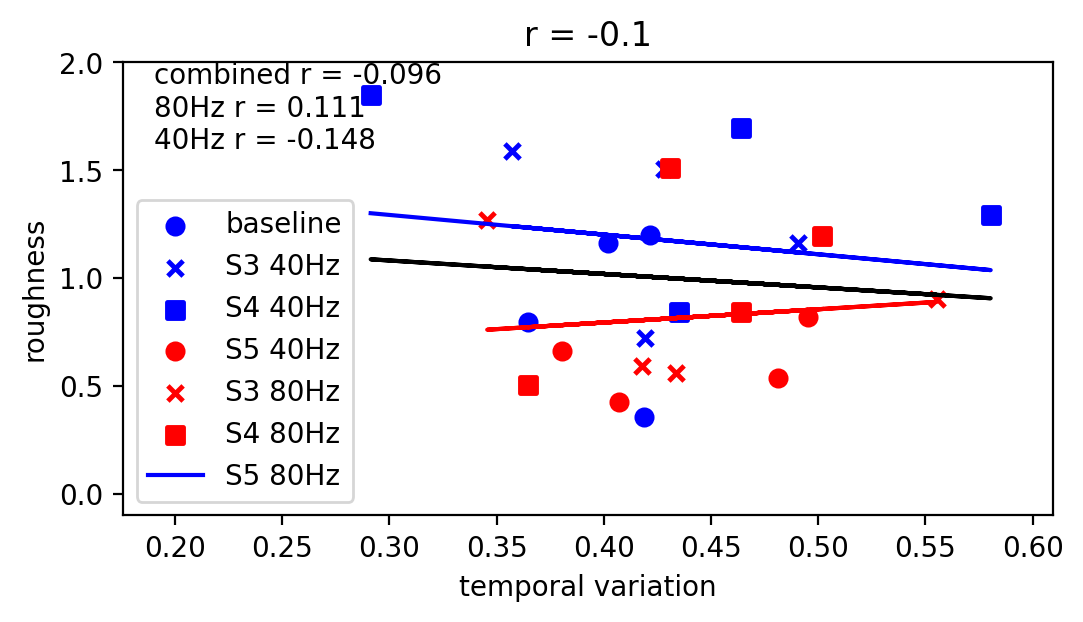 r = -0.1
combined r = -0.096
80Hz r = 0.111
40Hz r = -0.148
2.0
1.5
1.0
0.5
0.0
roughness
baseline
S3 40Hz
S4 40Hz
S5 40Hz
S3 80Hz
S4 80Hz
S5 80Hz
0.20 0.25 0.30 0.35 0.40 0.45 0.50 0.55 0.60
temporal variation